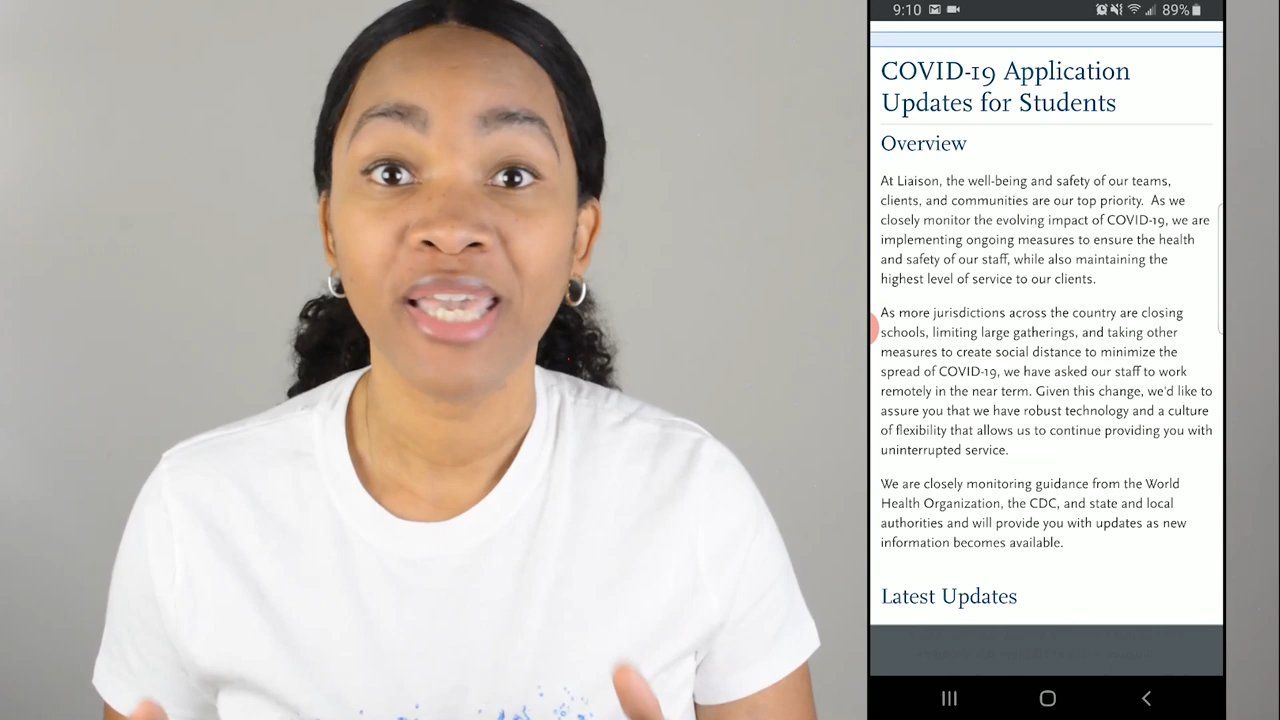 9:10
89%
COVID-19 Application
Updates for Students
Overview
At Liaison, the well-being and safety of our teams,
clients, and communities are our top priority. As we
closely monitor the evolving impact of COVID-19, we are
implementing ongoing measures to ensure the health
and safety of our staff, while also maintaining the
highest level of service to our clients.
As more jurisdictions across the country are closing
schools, limiting large gatherings, and taking other
measures to create social distance to minimize the
spread of COVID-19, we have asked our staff to work
remotely in the near term. Given this change, we'd like to
assure you that we have robust technology and a culture
of flexibility that allows us to continue providing you with
uninterrupted service.
We are closely monitoring guidance from the World
Health Organization, the CDC, and state and local
authorities and will provide you with updates as new
information becomes available.
Latest Updates